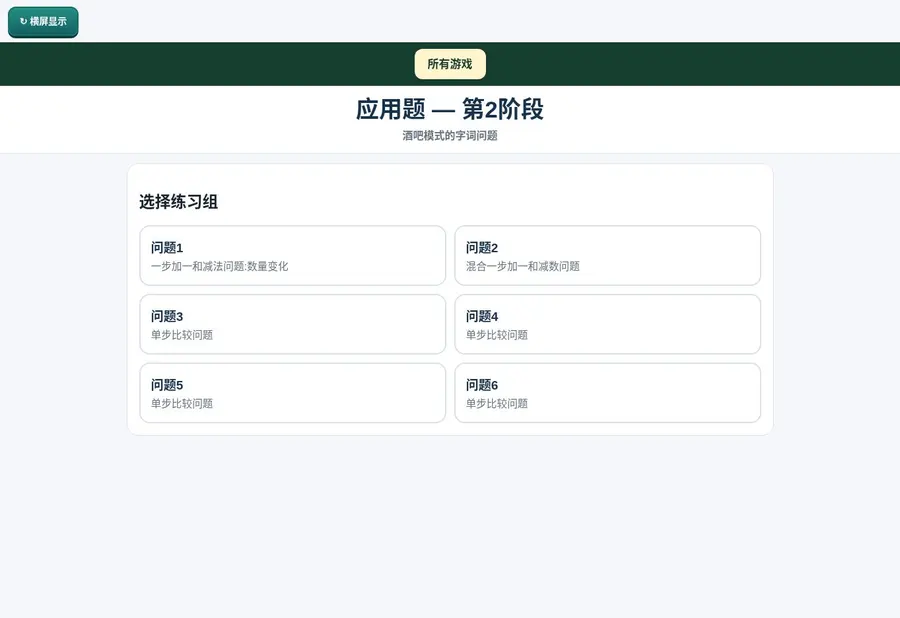 ↻ 横屏显示
所有游戏
应用题 — 第2阶段
酒吧模式的字词问题
选择练习组
问题1
一步加一和减法问题:数量变化
问题2
混合一步加一和减数问题
问题3
单步比较问题
问题4
单步比较问题
问题5
单步比较问题
问题6
单步比较问题